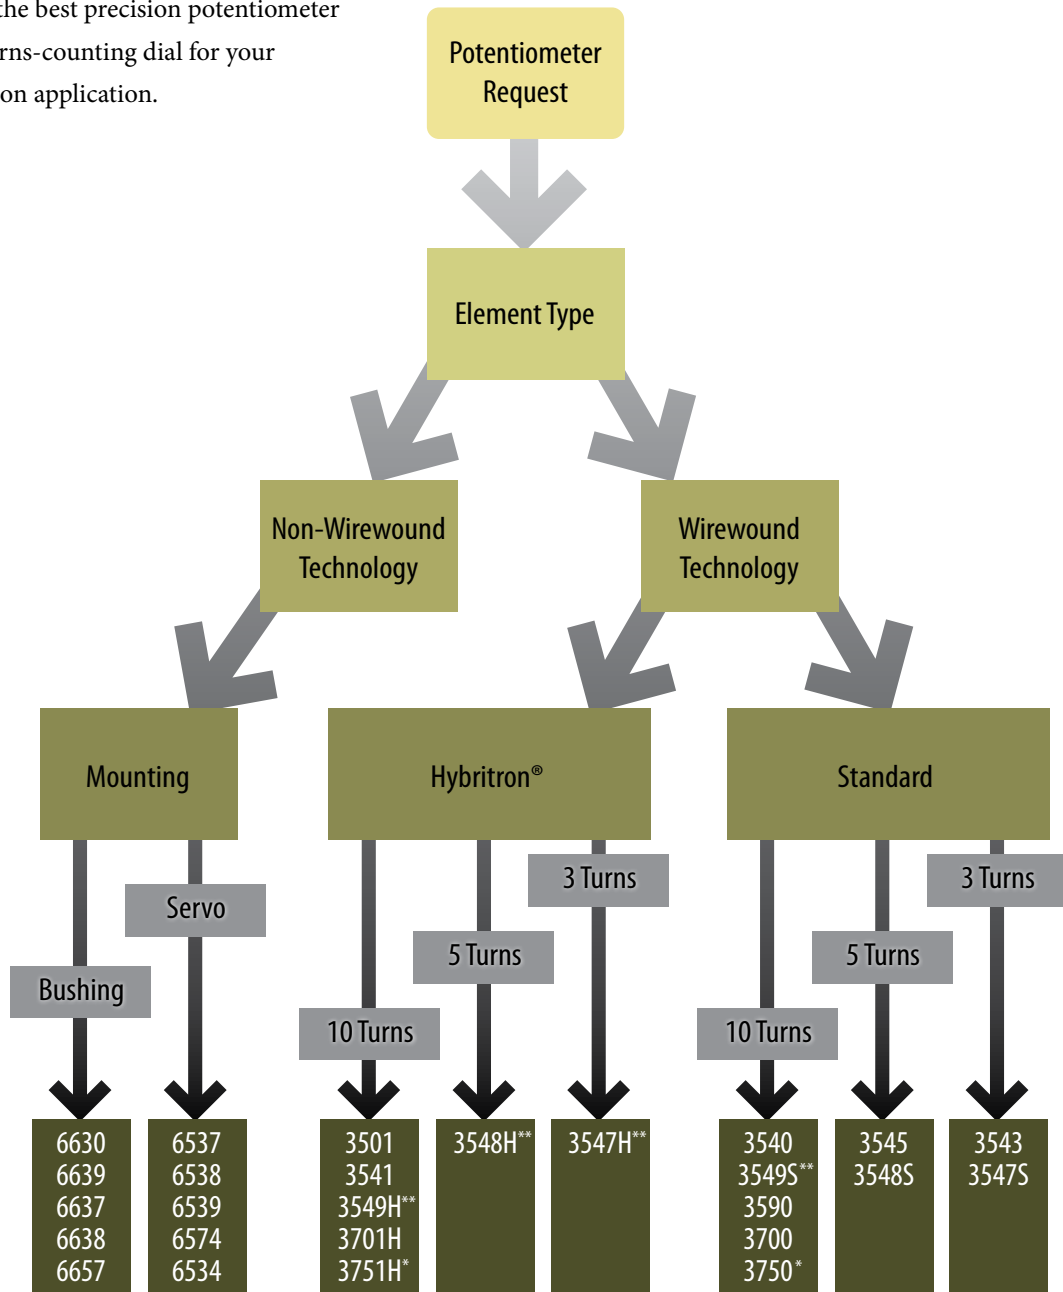 the best precision potentiometer
rns-counting dial for your
on application.
Potentiometer
Request
Element Type
Non-Wirewound
Technology
Wirewound
Technology
Mounting
Hybritron®
Standard
Bushing
Servo
10 Turns
5 Turns
3 Turns
10 Turns
5 Turns
3 Turns
6630
6639
6637
6638
6657
6537
6538
6539
6574
6534
3501
3541
3549H**
3701H
3751H*
3548H**
3547H**
3540
3549S**
3590
3700
3750*
3545
3548S
3543
3547S